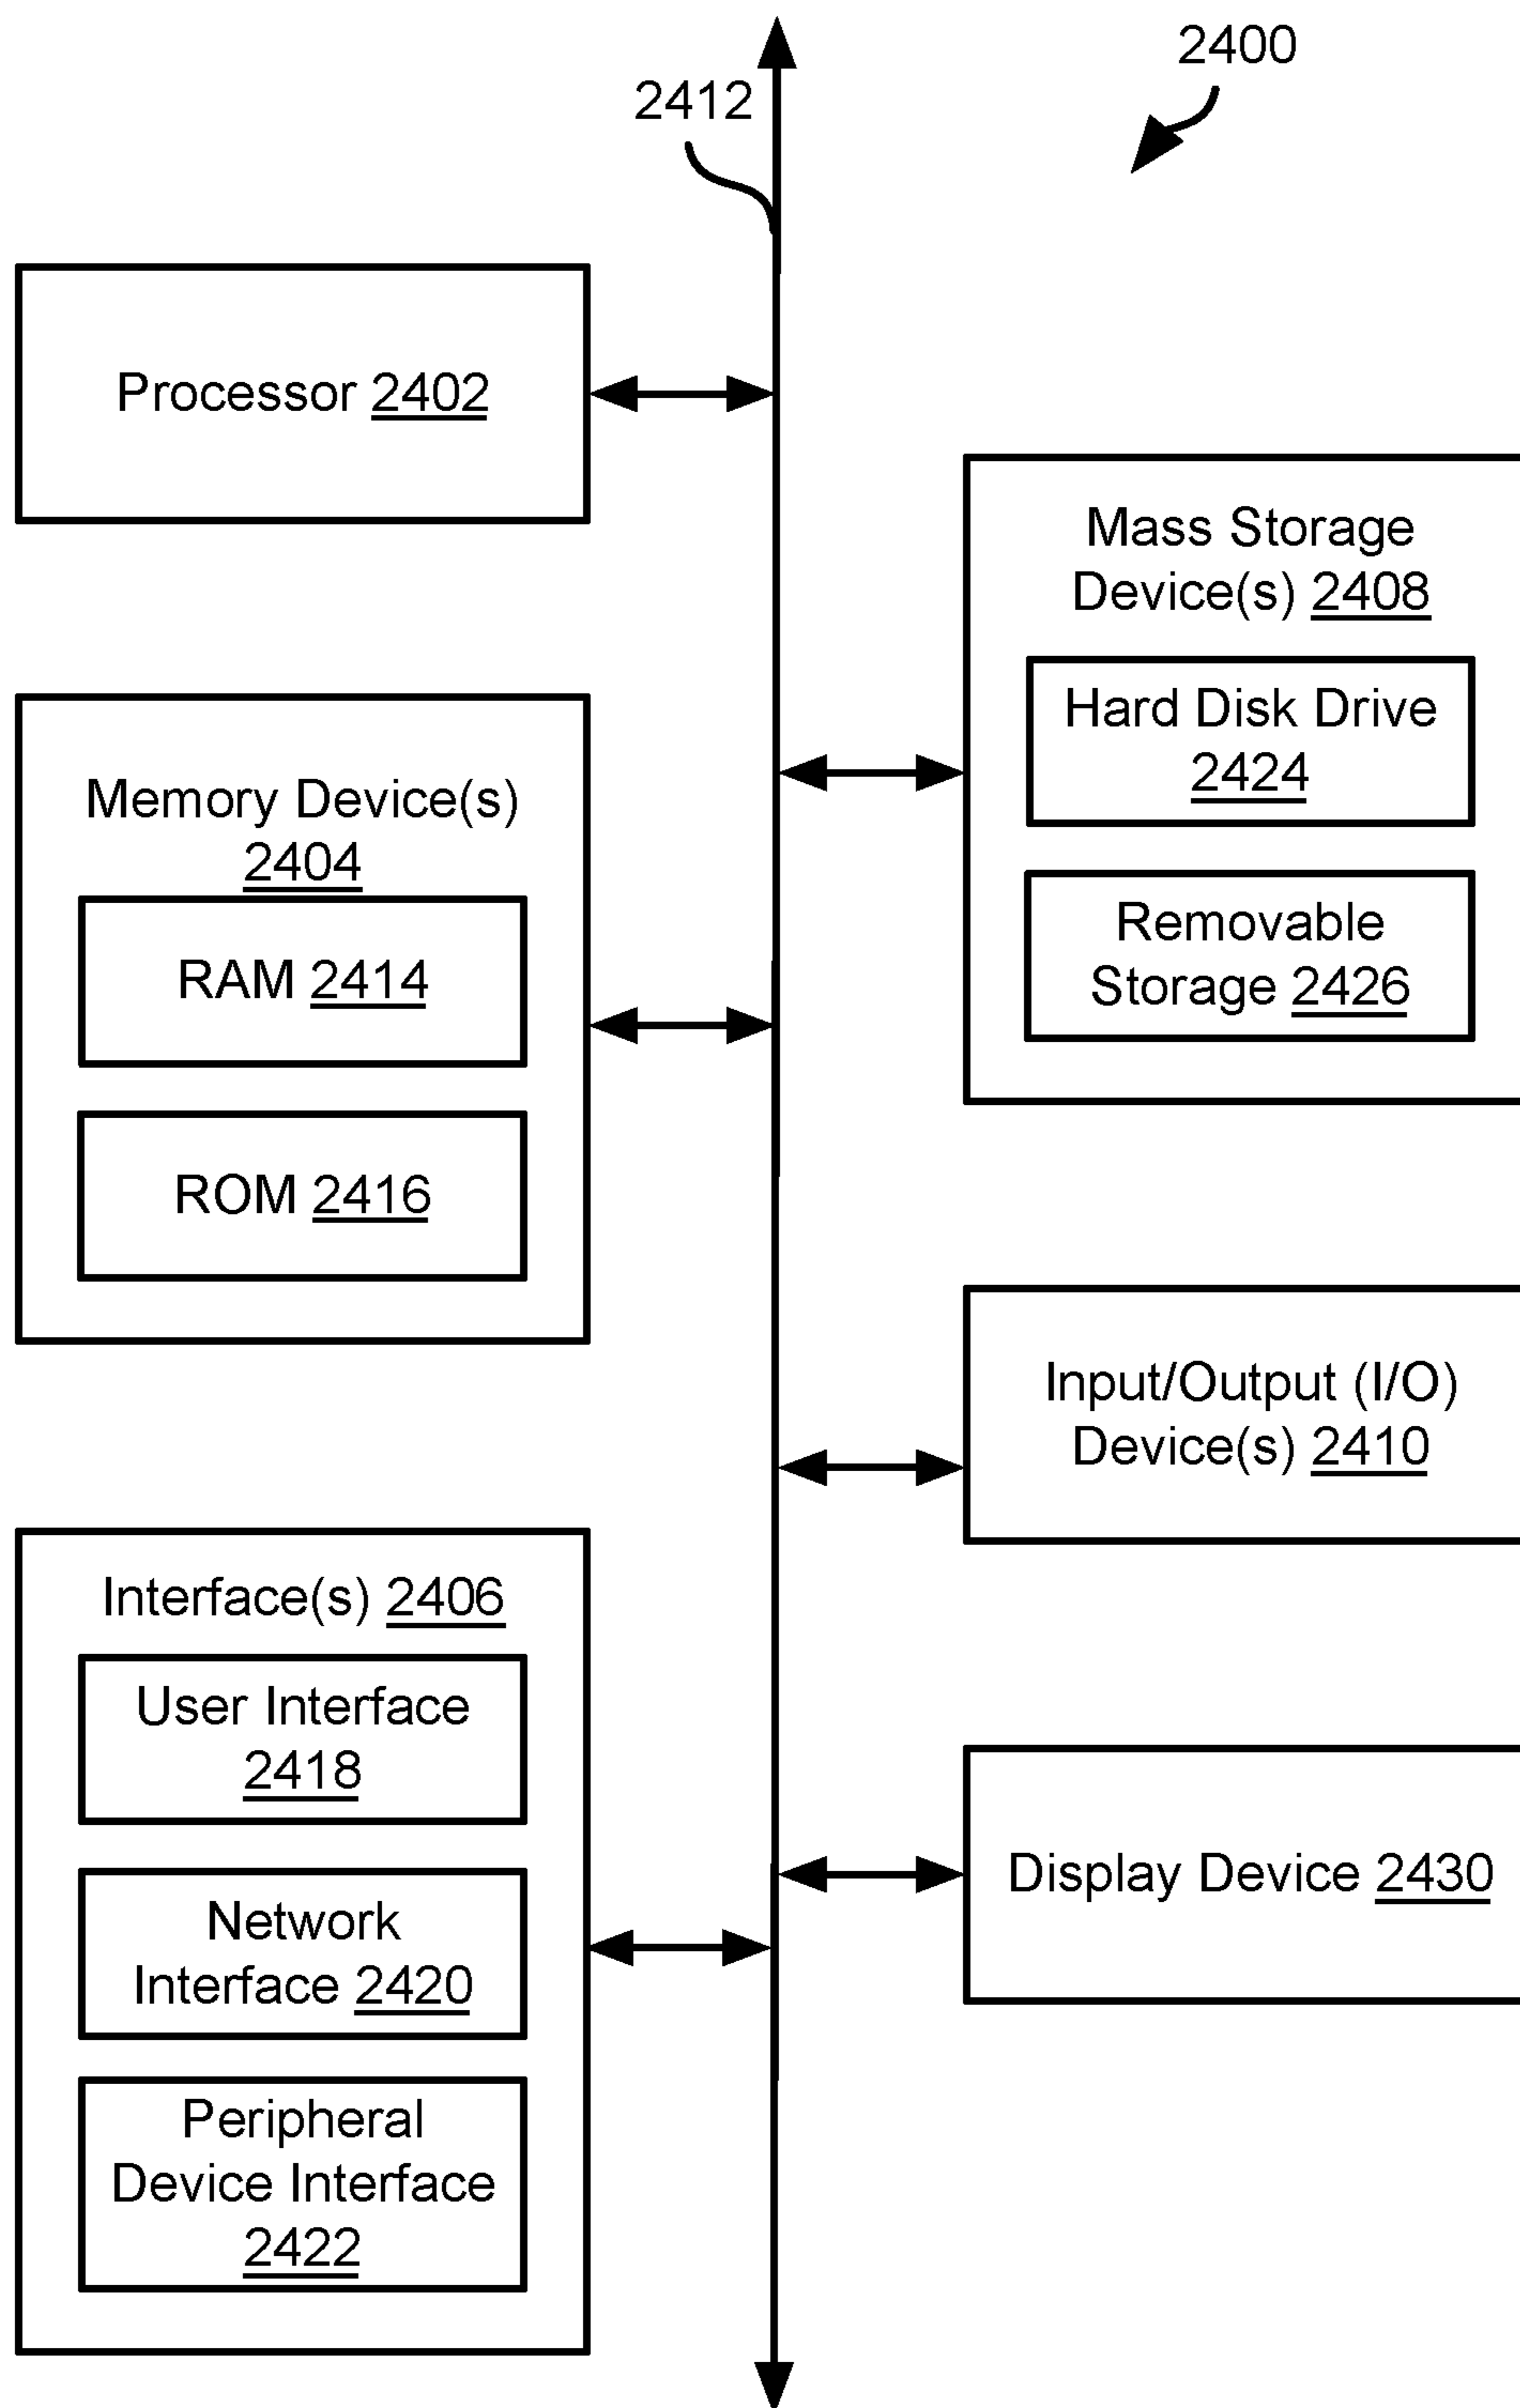 2400
2412
Processor 2402
Mass Storage
Device(s) 2408
Hard Disk Drive
2424
Removable
Storage 2426
Memory Device(s)
2404
RAM 2414
ROM 2416
Input/Output (I/O)
Device(s) 2410
Interface(s) 2406
User Interface
2418
Network
Interface 2420
Peripheral
Device Interface
2422
Display Device 2430